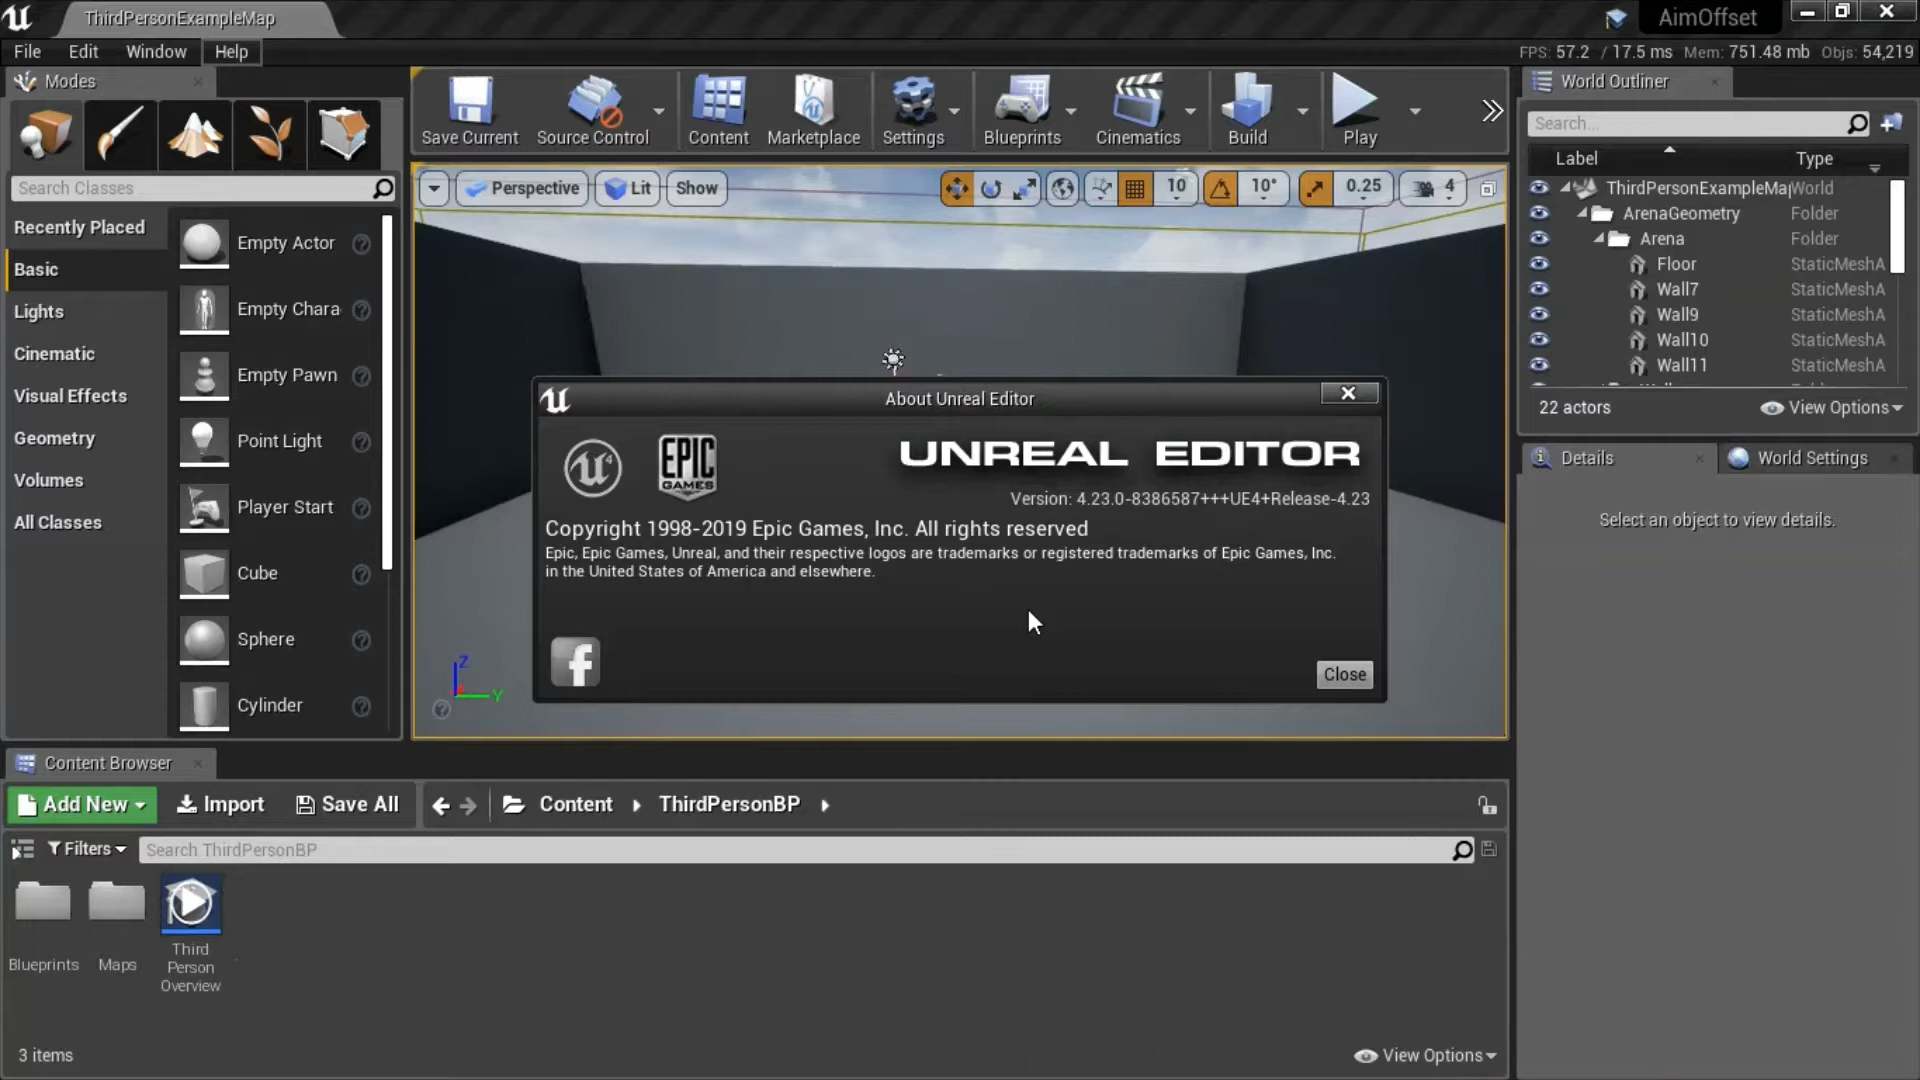 ThirdPersonExampleMap
AimOffset
File Edit Window Help
FPS: 57.2 / 17.5 ms Mem: 751.48 mb Objs: 54,219
Modes
Search Classes
Recently Placed
Basic
Lights
Cinematic
Visual Effects
Geometry
Volumes
All Classes
Empty Actor
Empty Chara
Empty Pawn
Point Light
Player Start
Cube
Sphere
Cylinder
Save Current Source Control Content Marketplace Settings Blueprints Cinematics Build Play
Perspective Lit Show 10 10° 0.25 4
About Unreal Editor
EPIC GAMES
UNREAL EDITOR
Version: 4.23.0-8386587+++UE4+Release-4.23
Copyright 1998-2019 Epic Games, Inc. All rights reserved
Epic, Epic Games, Unreal, and their respective logos are trademarks or registered trademarks of Epic Games, Inc.
in the United States of America and elsewhere.
Close
Z
Y
World Outliner
Search...
Label Type
ThirdPersonExampleMap World
ArenaGeometry Folder
Arena Folder
Floor StaticMeshA
Wall7 StaticMeshA
Wall9 StaticMeshA
Wall10 StaticMeshA
Wall11 StaticMeshA
22 actors View Options
Details World Settings
Select an object to view details.
Content Browser
Add New Import Save All Content ThirdPersonBP
Filters Search ThirdPersonBP
Blueprints
Maps
Third
Person
Overview
3 items View Options